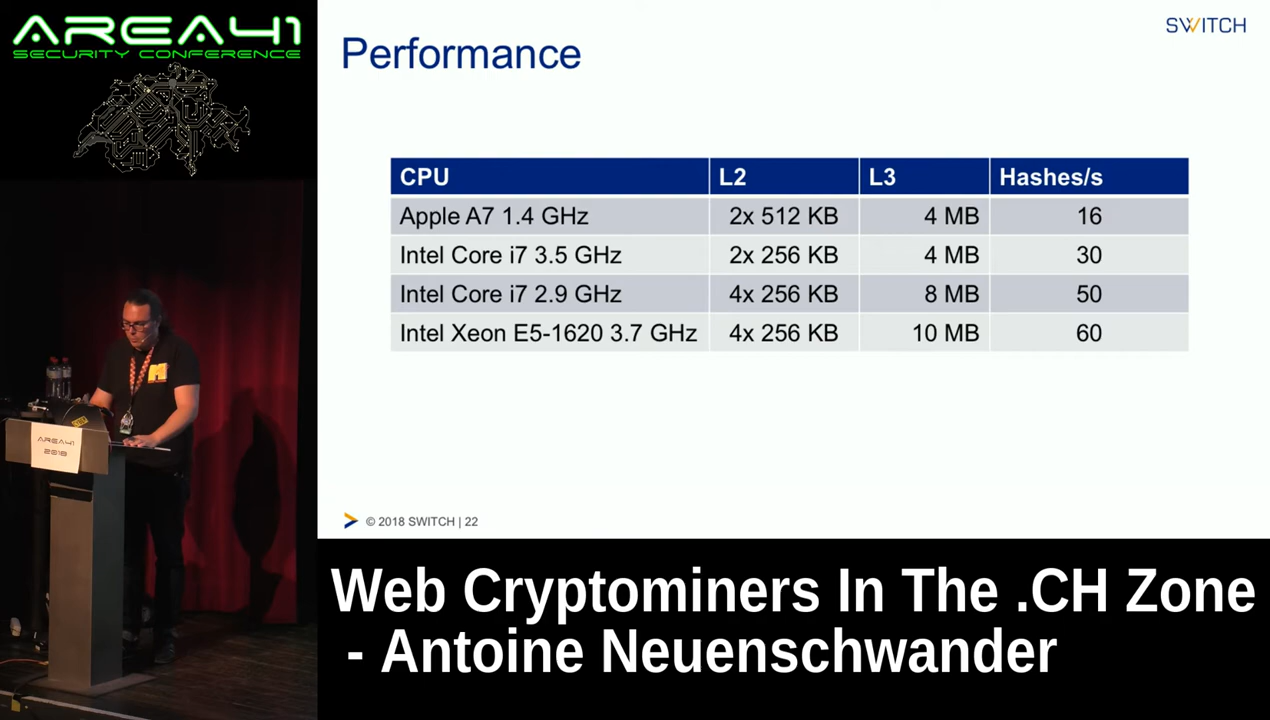 AREA41
SECURITY CONFERENCE
SWITCH
Performance
CPU L2 L3 Hashes/s
Apple A7 1.4 GHz 2x 512 KB 4 MB 16
Intel Core i7 3.5 GHz 2x 256 KB 4 MB 30
Intel Core i7 2.9 GHz 4x 256 KB 8 MB 50
Intel Xeon E5-1620 3.7 GHz 4x 256 KB 10 MB 60
AREA41
2018
© 2018 SWITCH | 22
Web Cryptominers In The .CH Zone
- Antoine Neuenschwander